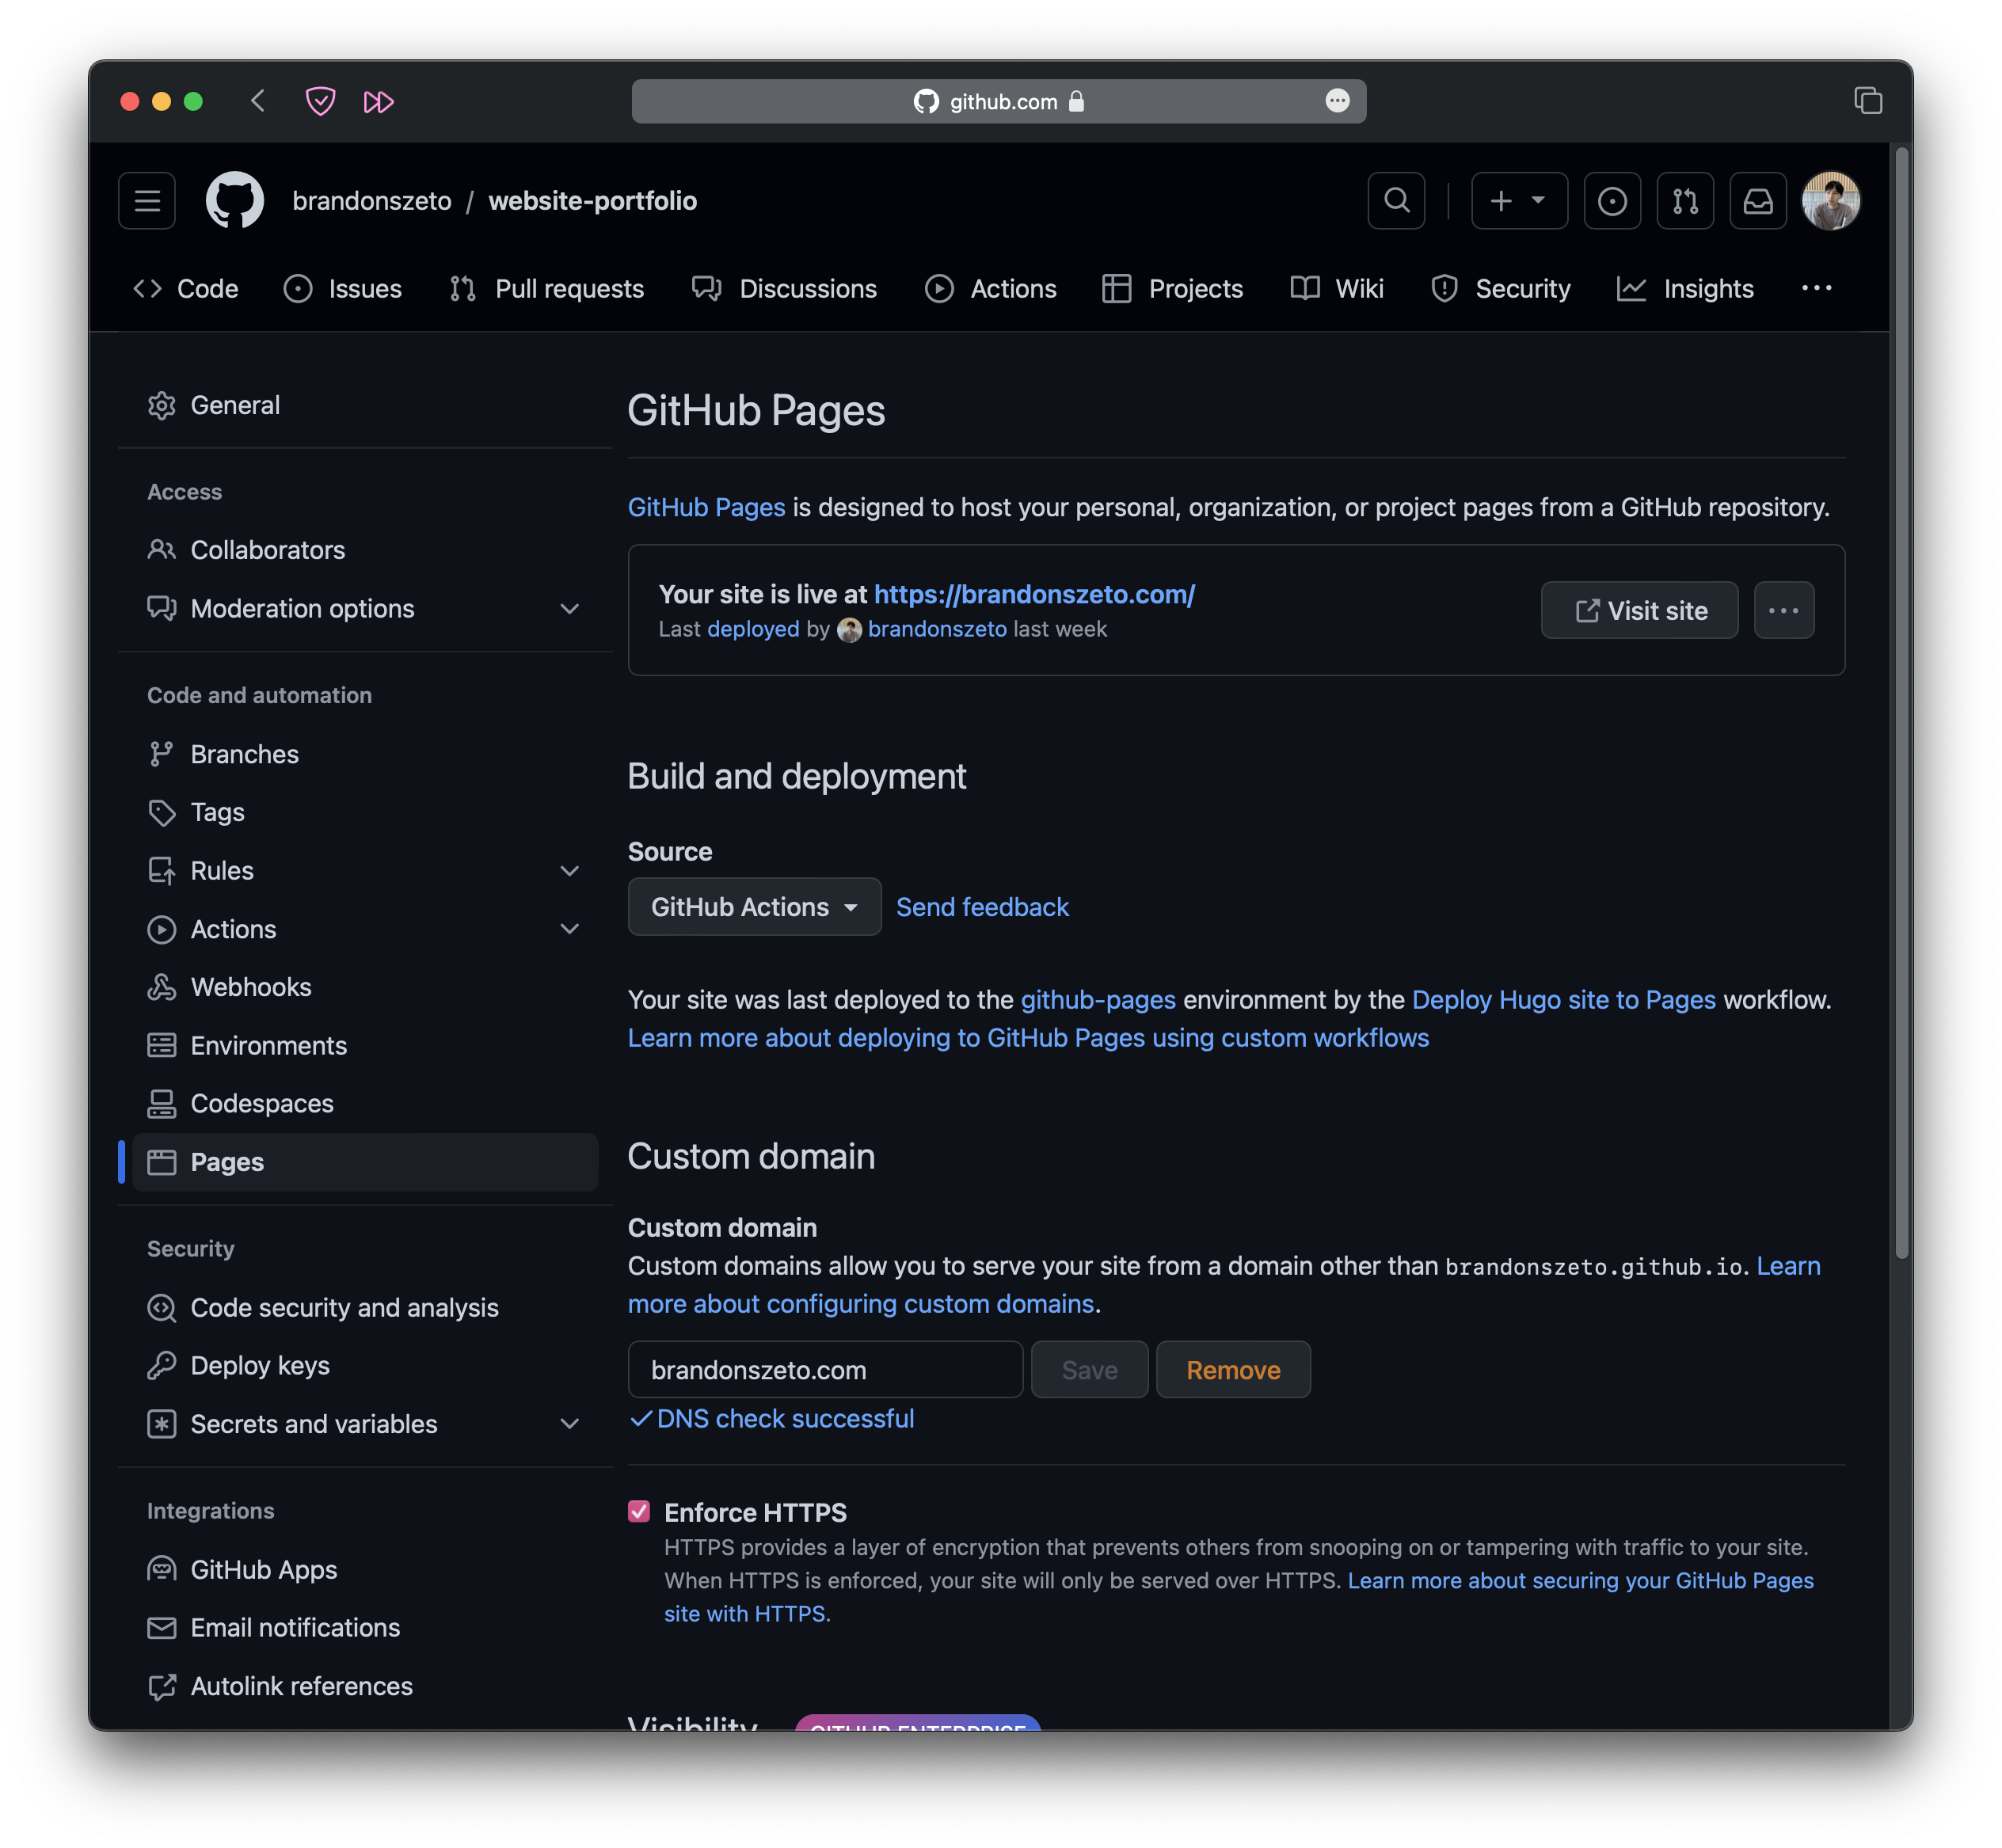 github.com
brandonszeto / website-portfolio
Code Issues Pull requests Discussions Actions Projects Wiki Security Insights
General
Access
Collaborators
Moderation options
Code and automation
Branches
Tags
Rules
Actions
Webhooks
Environments
Codespaces
Pages
Security
Code security and analysis
Deploy keys
Secrets and variables
Integrations
GitHub Apps
Email notifications
Autolink references
GitHub Pages
GitHub Pages is designed to host your personal, organization, or project pages from a GitHub repository.
Your site is live at https://brandonszeto.com/
Last deployed by brandonszeto last week
Visit site
Build and deployment
Source
GitHub Actions Send feedback
Your site was last deployed to the github-pages environment by the Deploy Hugo site to Pages workflow.
Learn more about deploying to GitHub Pages using custom workflows
Custom domain
Custom domain
Custom domains allow you to serve your site from a domain other than brandonszeto.github.io. Learn
more about configuring custom domains.
brandonszeto.com Save Remove
DNS check successful
Enforce HTTPS
HTTPS provides a layer of encryption that prevents others from snooping on or tampering with traffic to your site.
When HTTPS is enforced, your site will only be served over HTTPS. Learn more about securing your GitHub Pages
site with HTTPS.
Visibility GITHUB ENTERPRISE